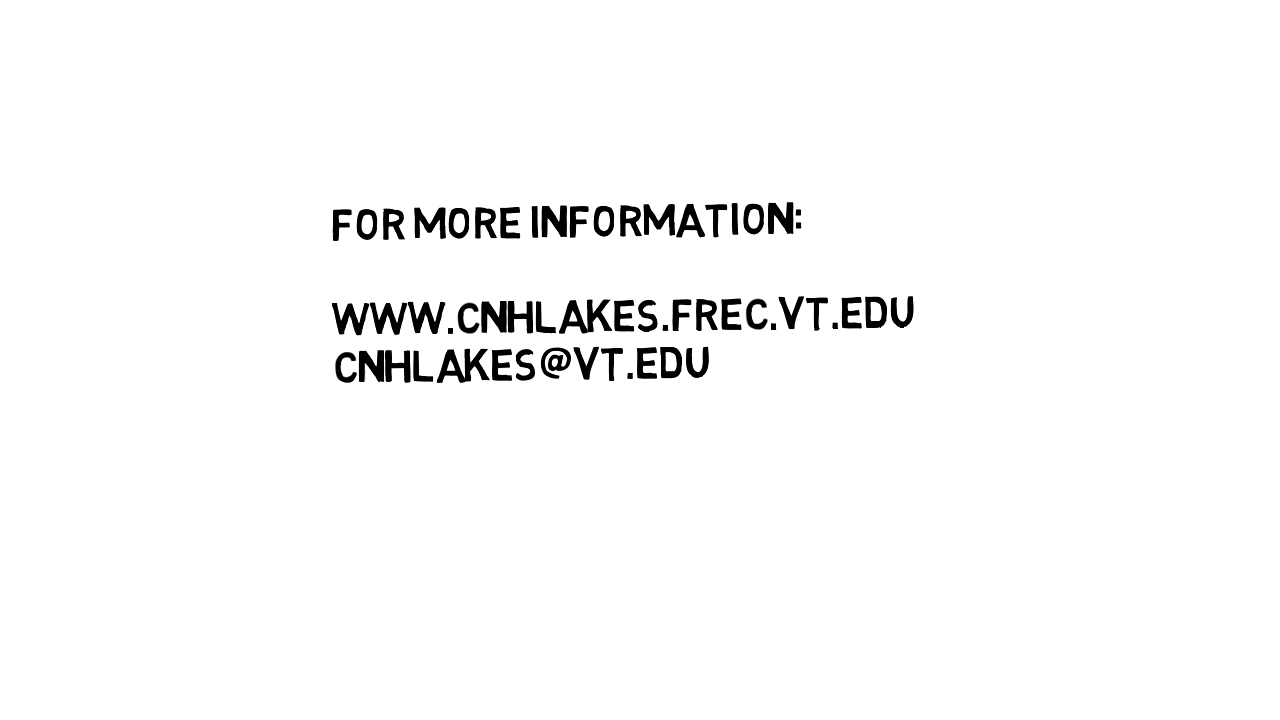 FOR MORE INFORMATION:
WWW.CNHLAKES.FREC.VT.EDU
CNHLAKES@VT.EDU